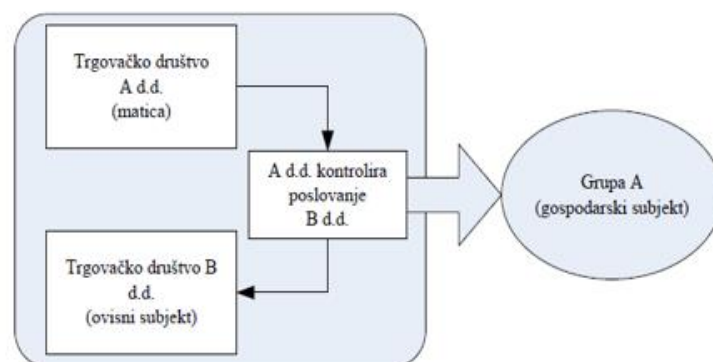 Trgovačko društvo
A d.d.
(matica)
A d.d. kontrolira
poslovanje
B d.d.
Trgovačko društvo B
d.d.
(ovisni subjekt)
Grupa A
(gospodarski subjekt)